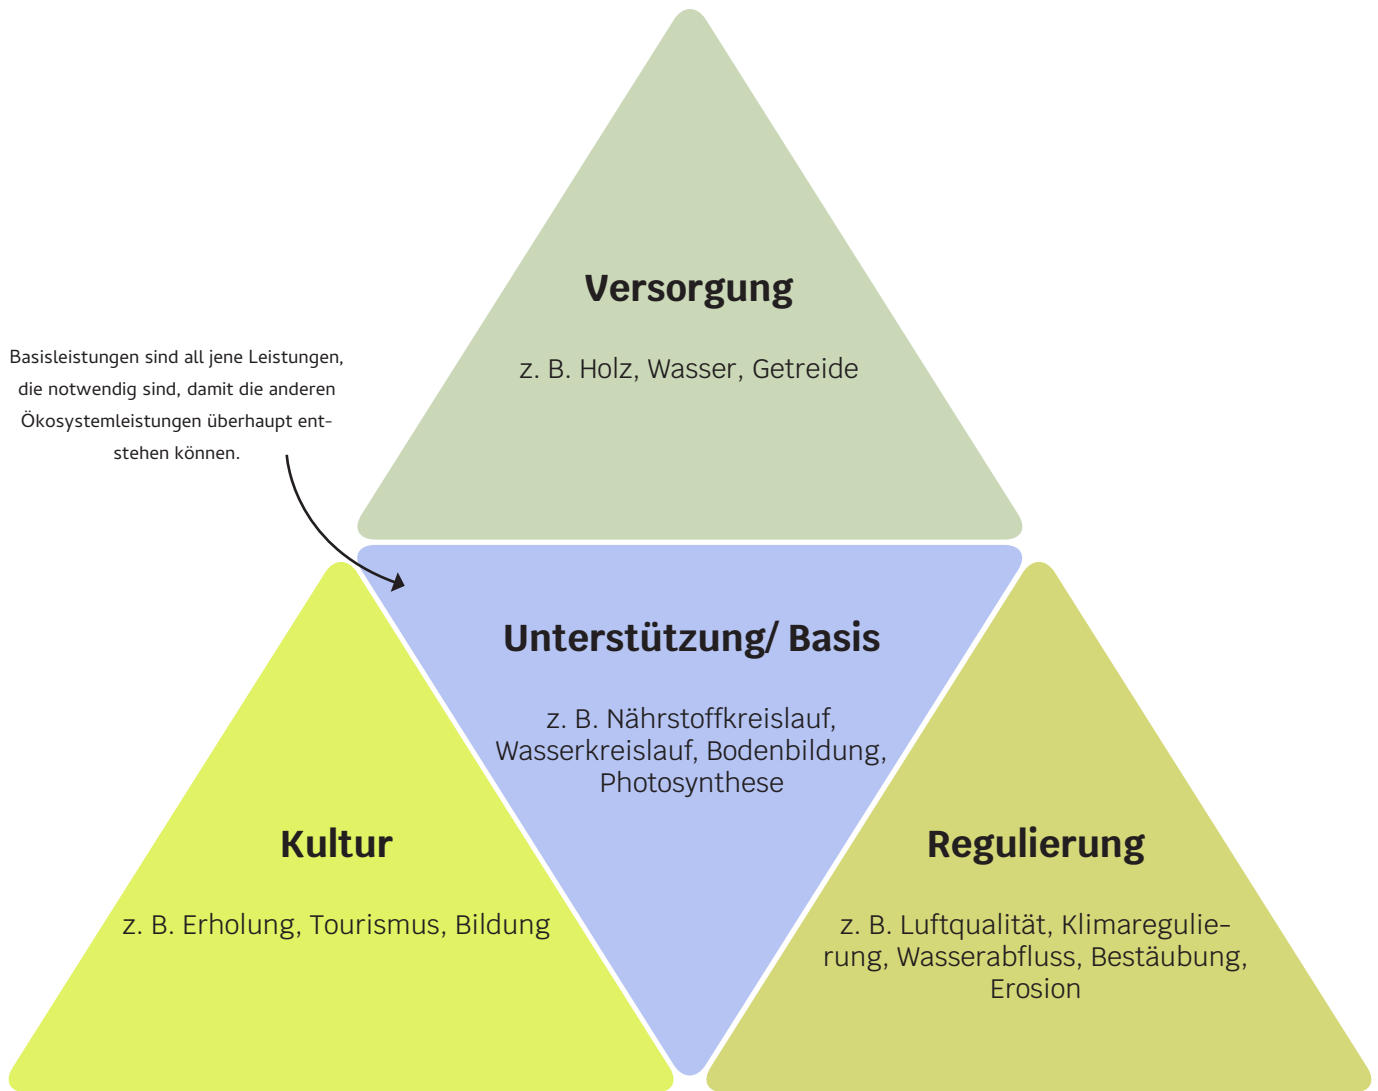 Versorgung
z. B. Holz, Wasser, Getreide
Basisleistungen sind all jene Leistungen,
die notwendig sind, damit die anderen
Ökosystemleistungen überhaupt ent-
stehen können.
Unterstützung/ Basis
z. B. Nährstoffkreislauf,
Wasserkreislauf, Bodenbildung,
Photosynthese
Kultur
z. B. Erholung, Tourismus, Bildung
Regulierung
z. B. Luftqualität, Klimaregulie-
rung, Wasserabfluss, Bestäubung,
Erosion